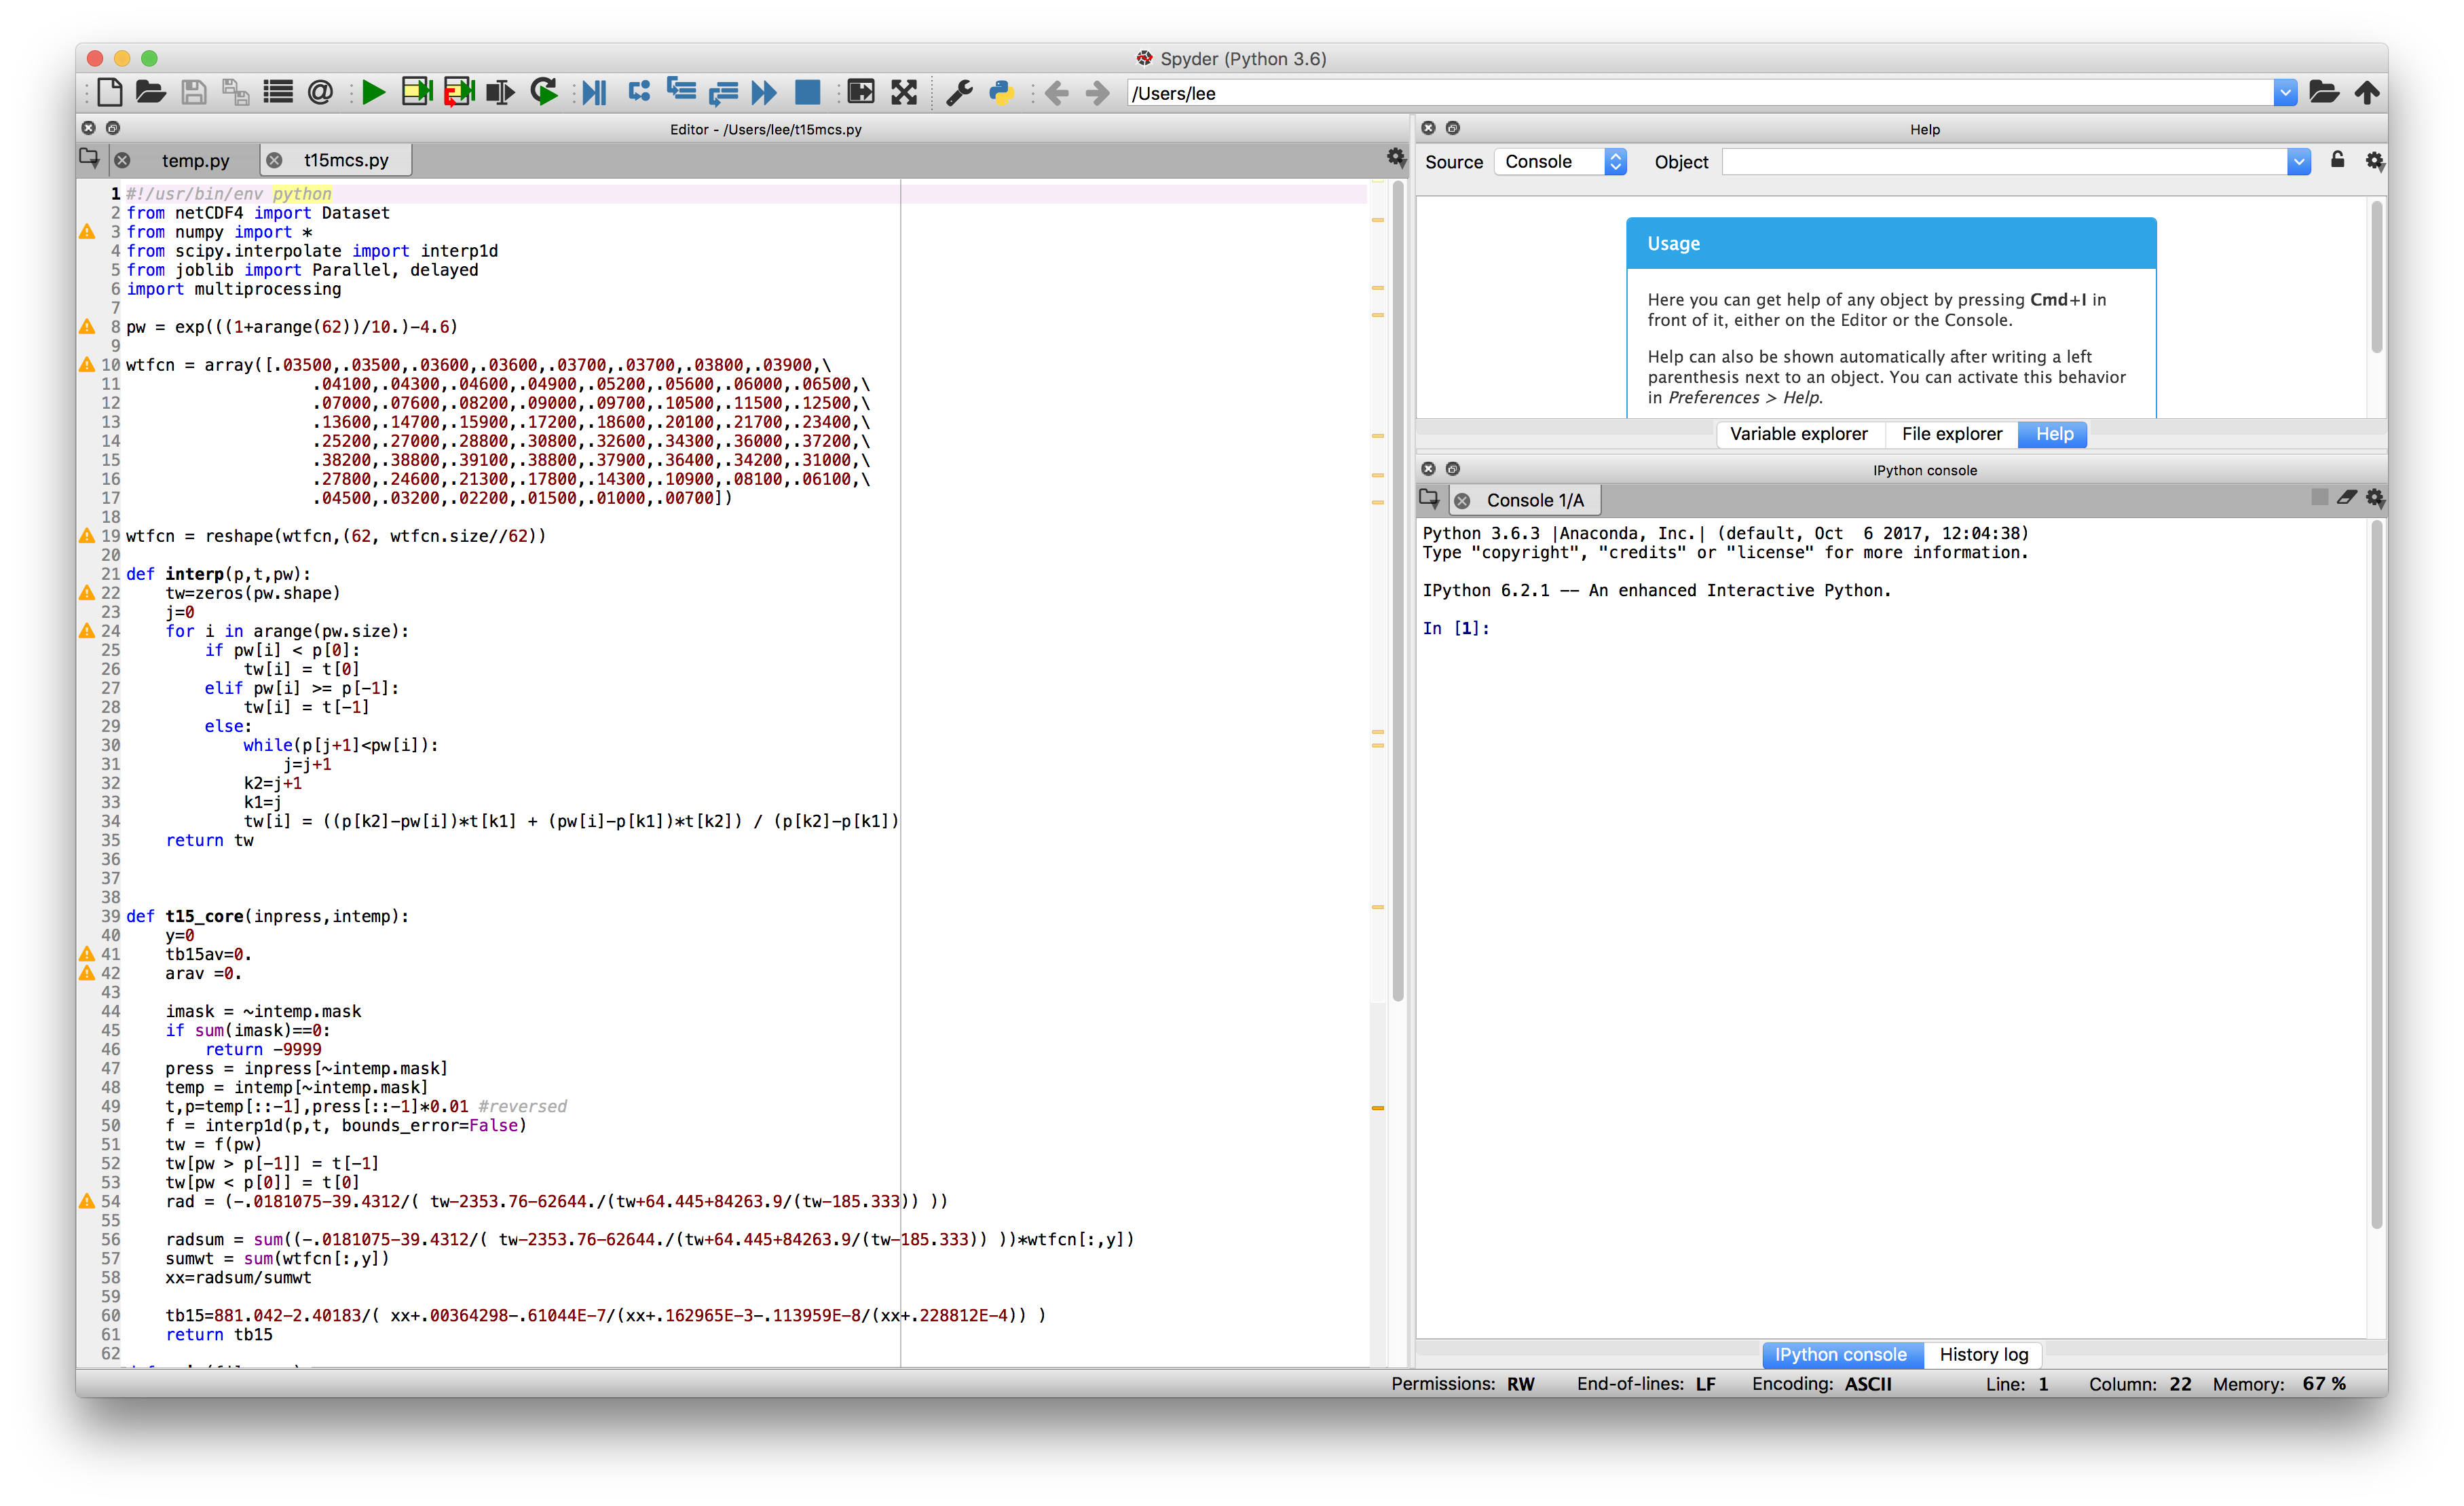 Spyder (Python 3.6)
/Users/lee
Editor - /Users/lee/t15mcs.py
temp.py
t15mcs.py
1 #!/usr/bin/env python
2 from netCDF4 import Dataset
3 from numpy import *
4 from scipy.interpolate import interp1d
5 from joblib import Parallel, delayed
6 import multiprocessing
7
8 pw = exp(((1+arange(62))/10.)-4.6)
9
10 wtfcn = array([.03500,.03500,.03600,.03600,.03700,.03700,.03800,.03900,\
11 .04100,.04300,.04600,.04900,.05200,.05600,.06000,.06500,\
12 .07000,.07600,.08200,.09000,.09700,.10500,.11500,.12500,\
13 .13600,.14700,.15900,.17200,.18600,.20100,.21700,.23400,\
14 .25200,.27000,.28800,.30800,.32600,.34300,.36000,.37200,\
15 .38200,.38800,.39100,.38800,.37900,.36400,.34200,.31000,\
16 .27800,.24600,.21300,.17800,.14300,.10900,.08100,.06100,\
17 .04500,.03200,.02200,.01500,.01000,.00700])
18
19 wtfcn = reshape(wtfcn,(62, wtfcn.size//62))
20
21 def interp(p,t,pw):
22 tw=zeros(pw.shape)
23 j=0
24 for i in arange(pw.size):
25 if pw[i] < p[0]:
26 tw[i] = t[0]
27 elif pw[i] >= p[-1]:
28 tw[i] = t[-1]
29 else:
30 while(p[j+1]<pw[i]):
31 j=j+1
32 k2=j+1
33 k1=j
34 tw[i] = ((p[k2]-pw[i])*t[k1] + (pw[i]-p[k1])*t[k2]) / (p[k2]-p[k1])
35 return tw
36
37
38
39 def t15_core(inpress,intemp):
40 y=0
41 tb15av=0.
42 arav =0.
43
44 imask = ~intemp.mask
45 if sum(imask)==0:
46 return -9999
47 press = inpress[~intemp.mask]
48 temp = intemp[~intemp.mask]
49 t,p=temp[::-1],press[::-1]*0.01 #reversed
50 f = interp1d(p,t, bounds_error=False)
51 tw = f(pw)
52 tw[pw > p[-1]] = t[-1]
53 tw[pw < p[0]] = t[0]
54 rad = (-.0181075-39.4312/( tw-2353.76-62644./(tw+64.445+84263.9/(tw-185.333)) ))
55
56 radsum = sum((-.0181075-39.4312/( tw-2353.76-62644./(tw+64.445+84263.9/(tw-185.333)) ))*wtfcn[:,y])
57 sumwt = sum(wtfcn[:,y])
58 xx=radsum/sumwt
59
60 tb15=881.042-2.40183/( xx+.00364298-.61044E-7/(xx+.162965E-3-.113959E-8/(xx+.228812E-4)) )
61 return tb15
62
Help
Source Console Object
Usage
Here you can get help of any object by pressing Cmd+I in
front of it, either on the Editor or the Console.
Help can also be shown automatically after writing a left
parenthesis next to an object. You can activate this behavior
in Preferences > Help.
Variable explorer File explorer Help
IPython console
Console 1/A
Python 3.6.3 |Anaconda, Inc.| (default, Oct  6 2017, 12:04:38)
Type "copyright", "credits" or "license" for more information.
IPython 6.2.1 -- An enhanced Interactive Python.
In [1]:
IPython console History log
Permissions: RW End-of-lines: LF Encoding: ASCII Line: 1 Column: 22 Memory: 67 %